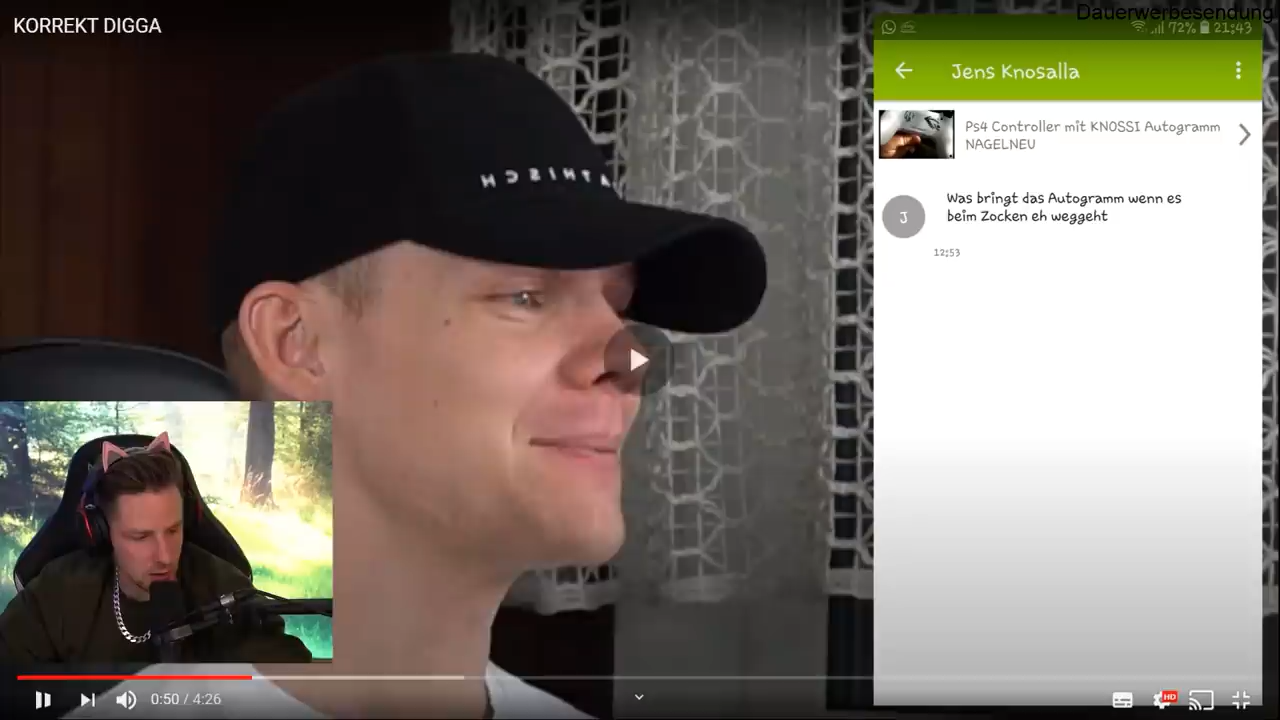 KORREKT DIGGA
Dauerwerbesendung
72% 21:43
Jens Knosalla
Ps4 Controller mit KNOSSI Autogramm
NAGELNEU
Was bringt das Autogramm wenn es
beim Zocken eh weggeht
J
12:53
0:50 / 4:26
HD